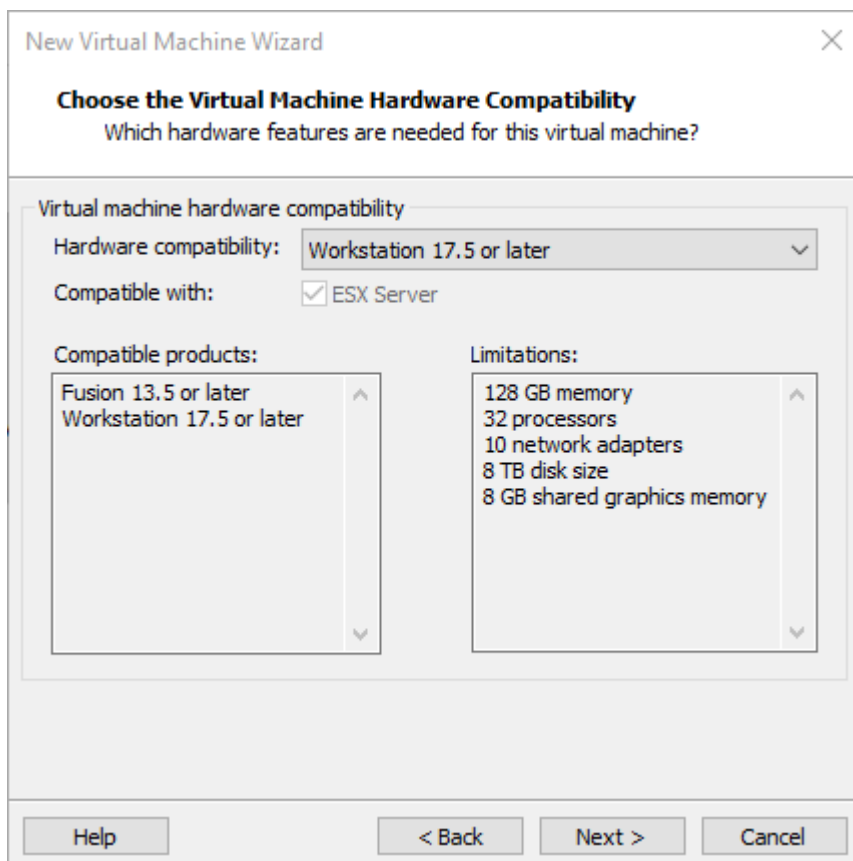 New Virtual Machine Wizard
Choose the Virtual Machine Hardware Compatibility
Which hardware features are needed for this virtual machine?
Virtual machine hardware compatibility
Hardware compatibility: Workstation 17.5 or later
Compatible with: ESX Server
Compatible products:
Fusion 13.5 or later
Workstation 17.5 or later
Limitations:
128 GB memory
32 processors
10 network adapters
8 TB disk size
8 GB shared graphics memory
Help < Back Next > Cancel